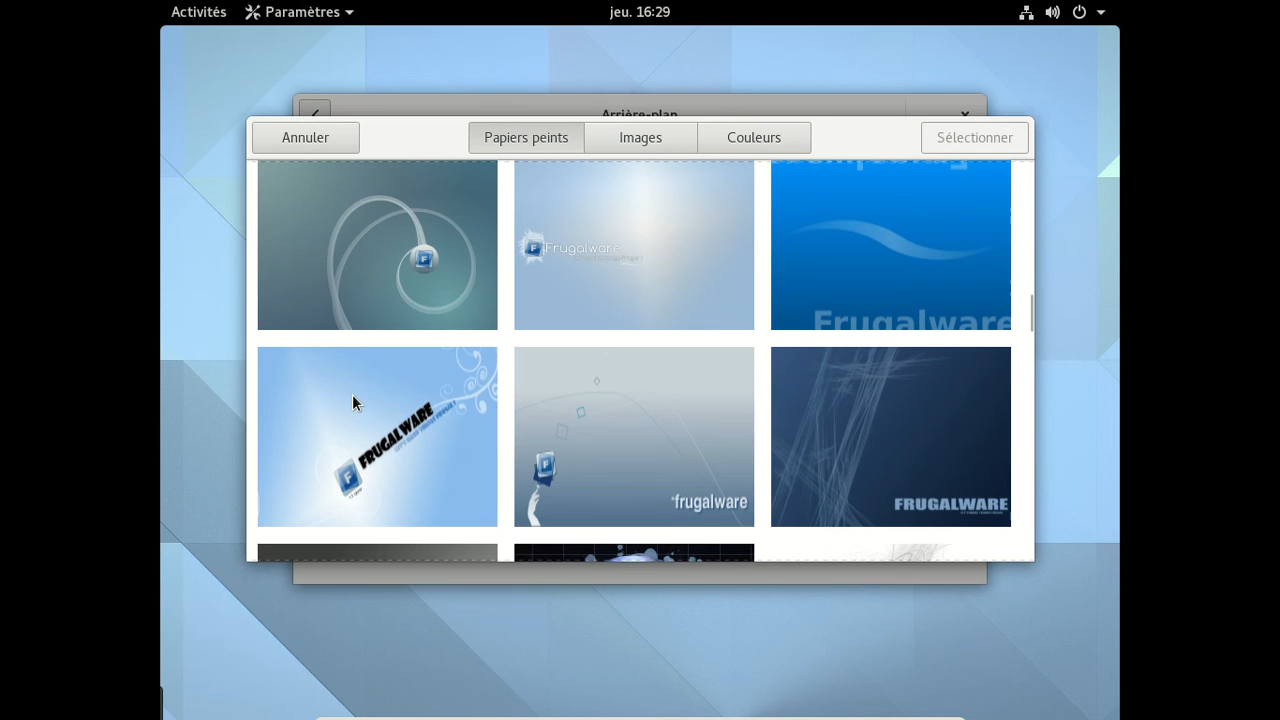 Activités Paramètres jeu. 16:29
Arrière-plan
Annuler Papiers peints Images Couleurs Sélectionner
F
F Frugalware
Frugalware
F FRUGALWARE
F frugalware
FRUGALWARE